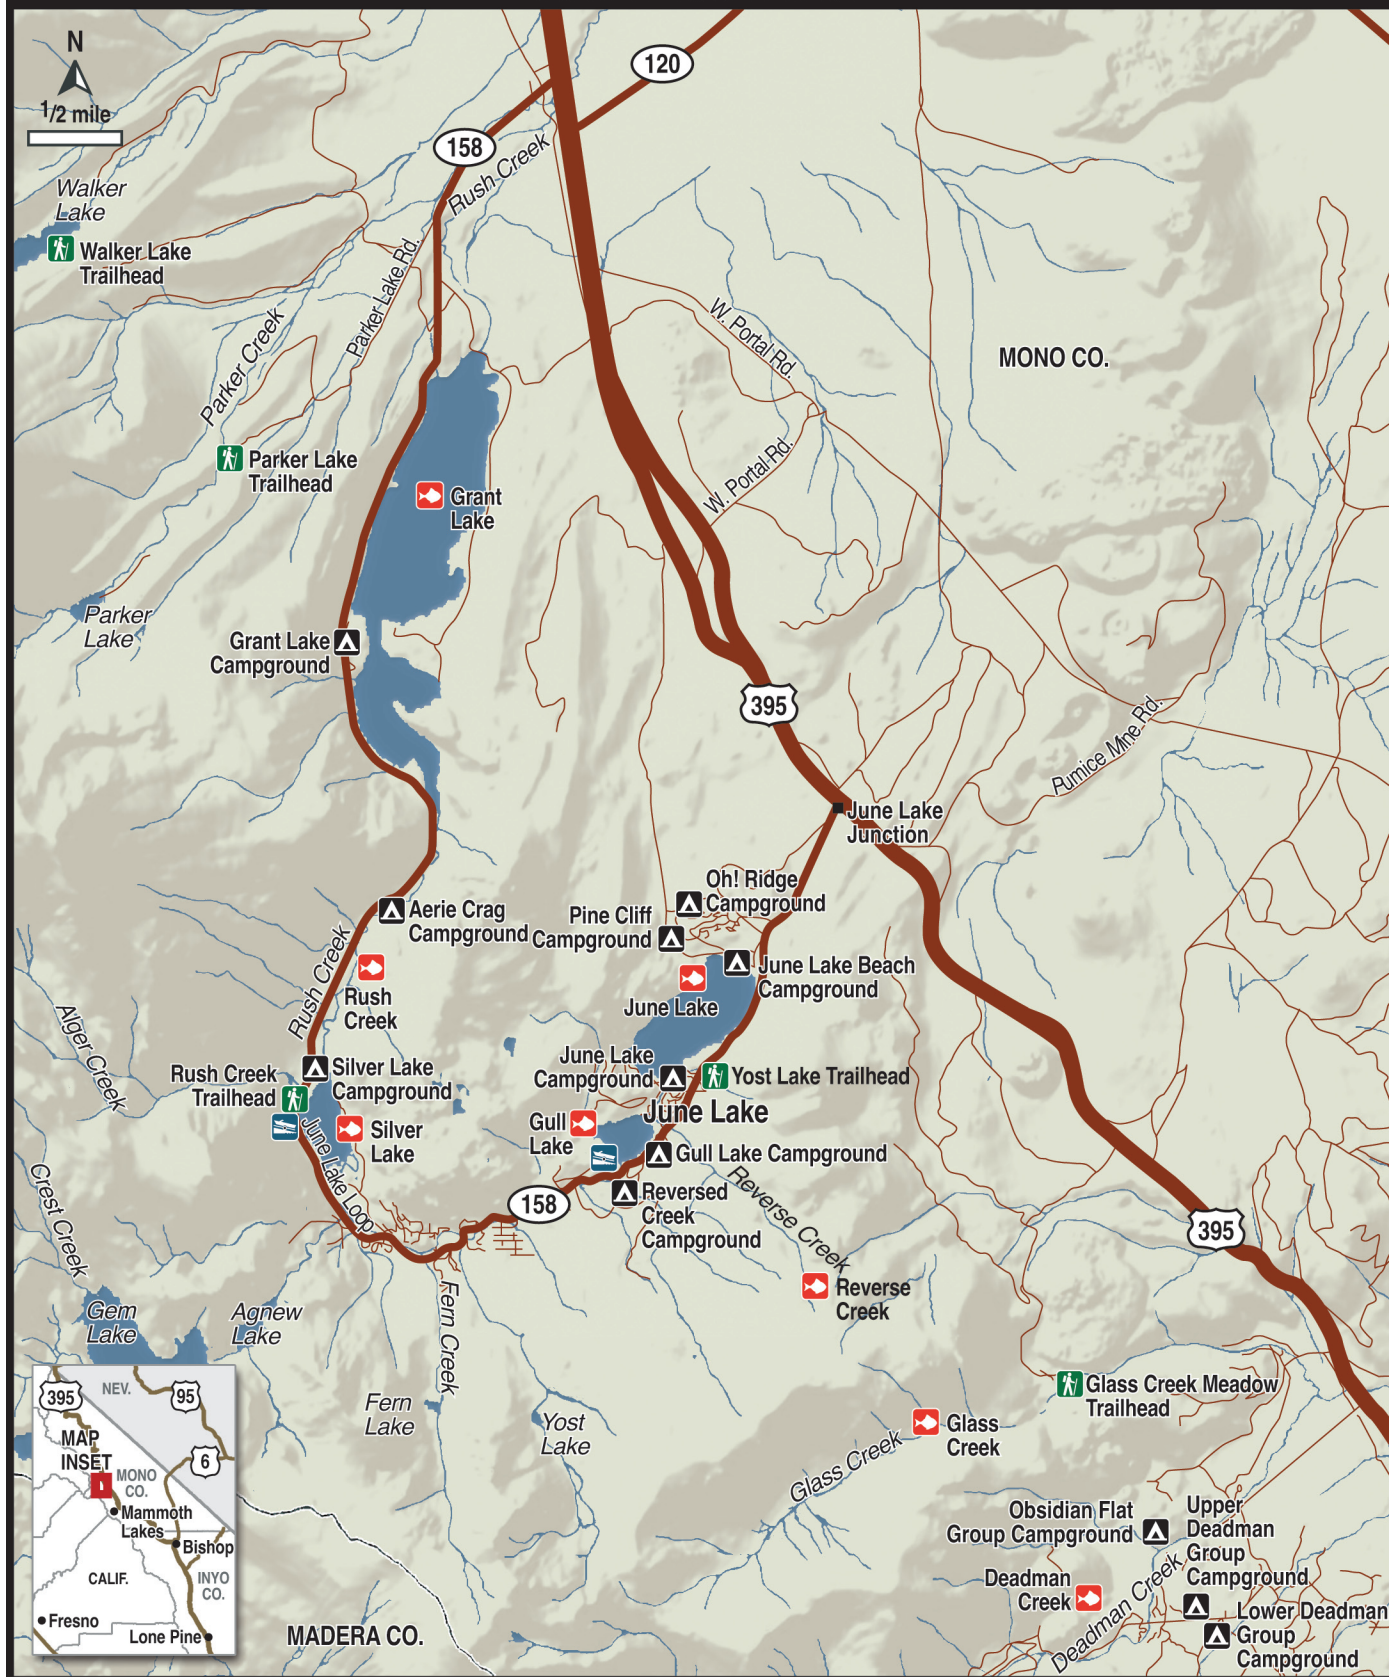 N
1/2 mile
120
158
Rush Creek
Walker
Lake
Walker Lake
Trailhead
Parker Lake Rd.
Parker Creek
W. Portal Rd.
MONO CO.
W. Portal Rd.
Parker Lake
Trailhead
Grant
Lake
Parker
Lake
Grant Lake
Campground
395
Pumice Mine Rd.
June Lake
Junction
Oh! Ridge
Campground
Pine Cliff
Campground
Aerie Crag
Campground
June Lake Beach
Campground
June Lake
Rush Creek
Rush
Creek
Alger Creek
Rush Creek
Trailhead
Silver Lake
Campground
June Lake
Campground
Yost Lake Trailhead
June Lake
Gull
Lake
Silver
Lake
June Lake Loop
Gull Lake Campground
Crest Creek
158
Reversed
Creek
Campground
Reverse Creek
395
Reverse
Creek
Gem
Lake
Agnew
Lake
Fern Creek
Fern
Lake
Yost
Lake
Glass Creek Meadow
Trailhead
Glass
Creek
Glass Creek
Obsidian Flat
Group Campground
Upper
Deadman
Group
Campground
Deadman
Creek
Deadman Creek
Lower Deadman
Group
Campground
MADERA CO.
395
NEV.
95
MAP
INSET
6
MONO
CO.
Mammoth
Lakes
Bishop
CALIF.
INYO
CO.
Fresno
Lone Pine